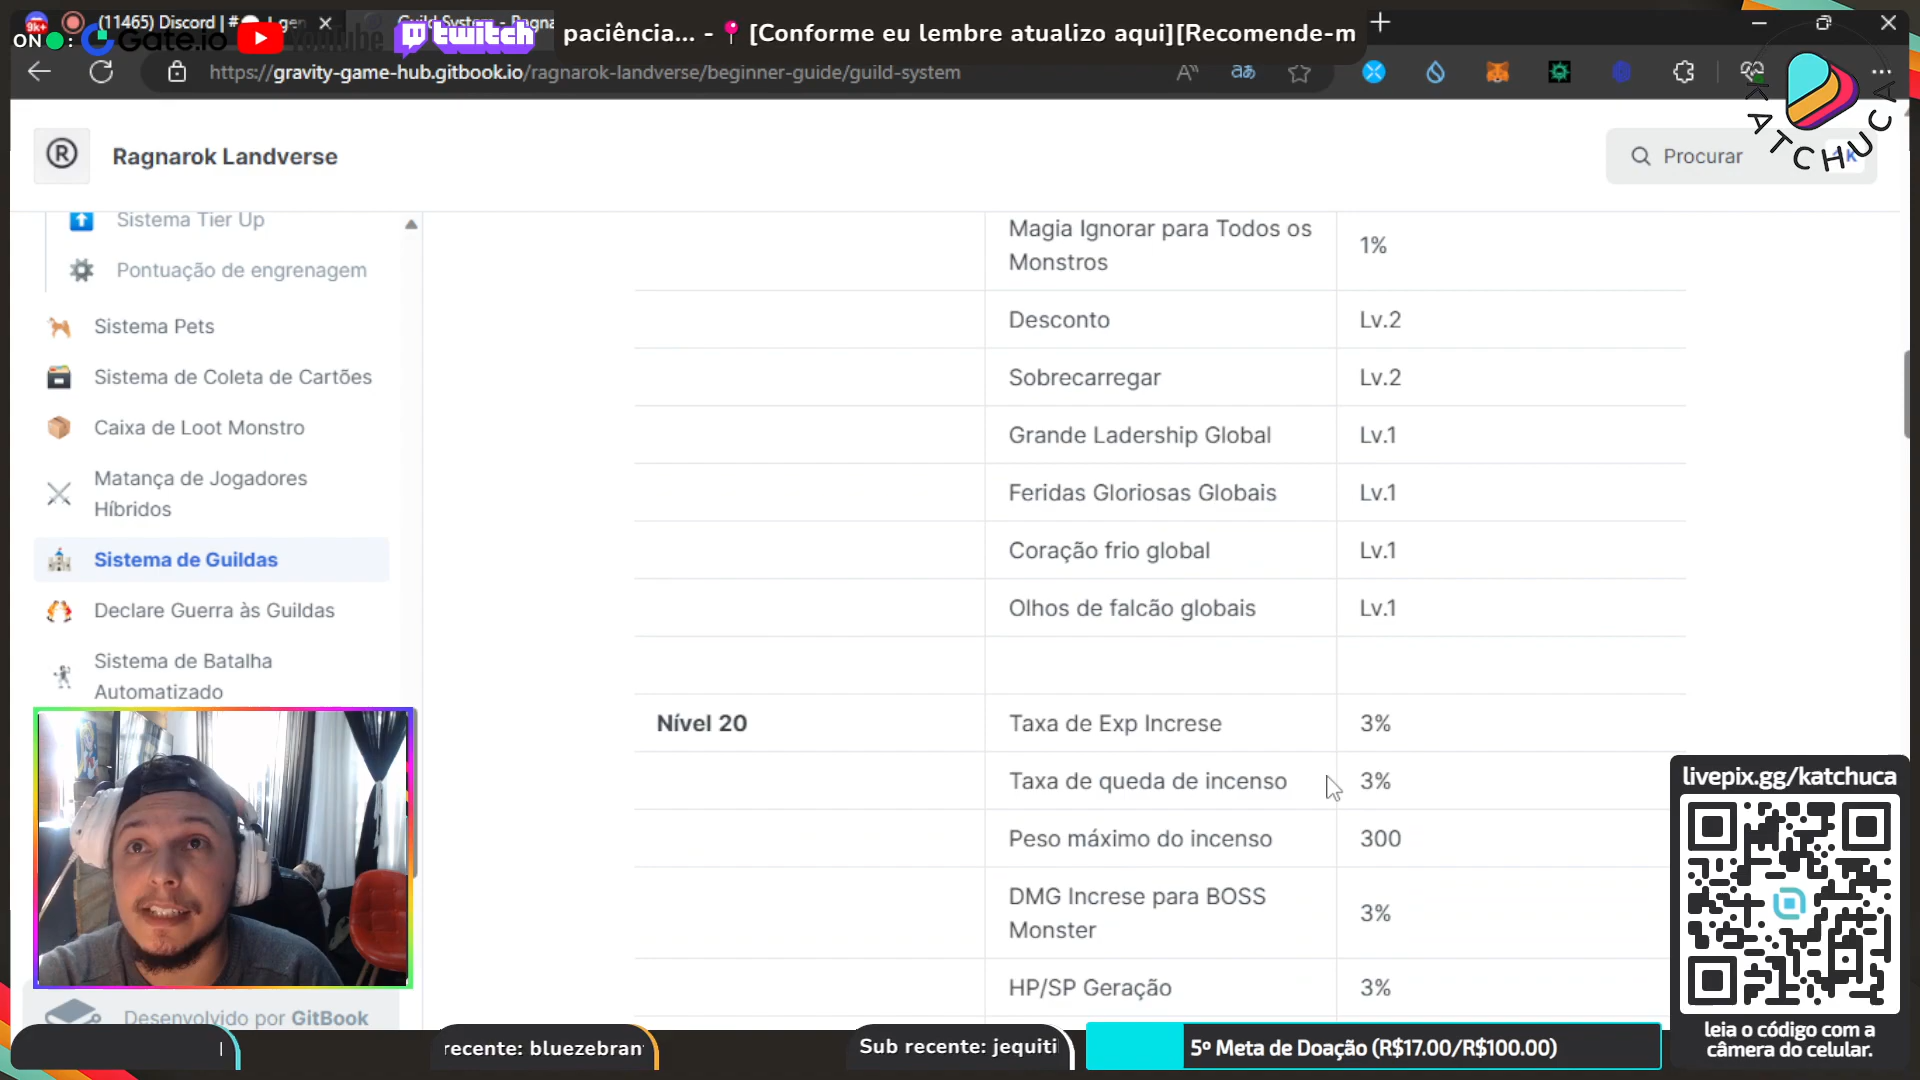 (11465) Discord | #
ON
Gate.io
YouTube
twitch
paciência... - 📍 [Conforme eu lembre atualizo aqui][Recomende-m
https://gravity-game-hub.gitbook.io/ragnarok-landverse/beginner-guide/guild-system
KATCHUCA
Ragnarok Landverse
Procurar
Sistema Tier Up
Pontuação de engrenagem
Sistema Pets
Sistema de Coleta de Cartões
Caixa de Loot Monstro
Matança de Jogadores
Híbridos
Sistema de Guildas
Declare Guerra às Guildas
Sistema de Batalha
Automatizado
Desenvolvido por GitBook
Magia Ignorar para Todos os
Monstros
1%
Desconto
Lv.2
Sobrecarregar
Lv.2
Grande Ladership Global
Lv.1
Feridas Gloriosas Globais
Lv.1
Coração frio global
Lv.1
Olhos de falcão globais
Lv.1
Nível 20
Taxa de Exp Increse
3%
Taxa de queda de incenso
3%
Peso máximo do incenso
300
DMG Increse para BOSS
Monster
3%
HP/SP Geração
3%
livepix.gg/katchuca
leia o código com a
câmera do celular.
recente: bluezebran
Sub recente: jequiti
5º Meta de Doação (R$17.00/R$100.00)